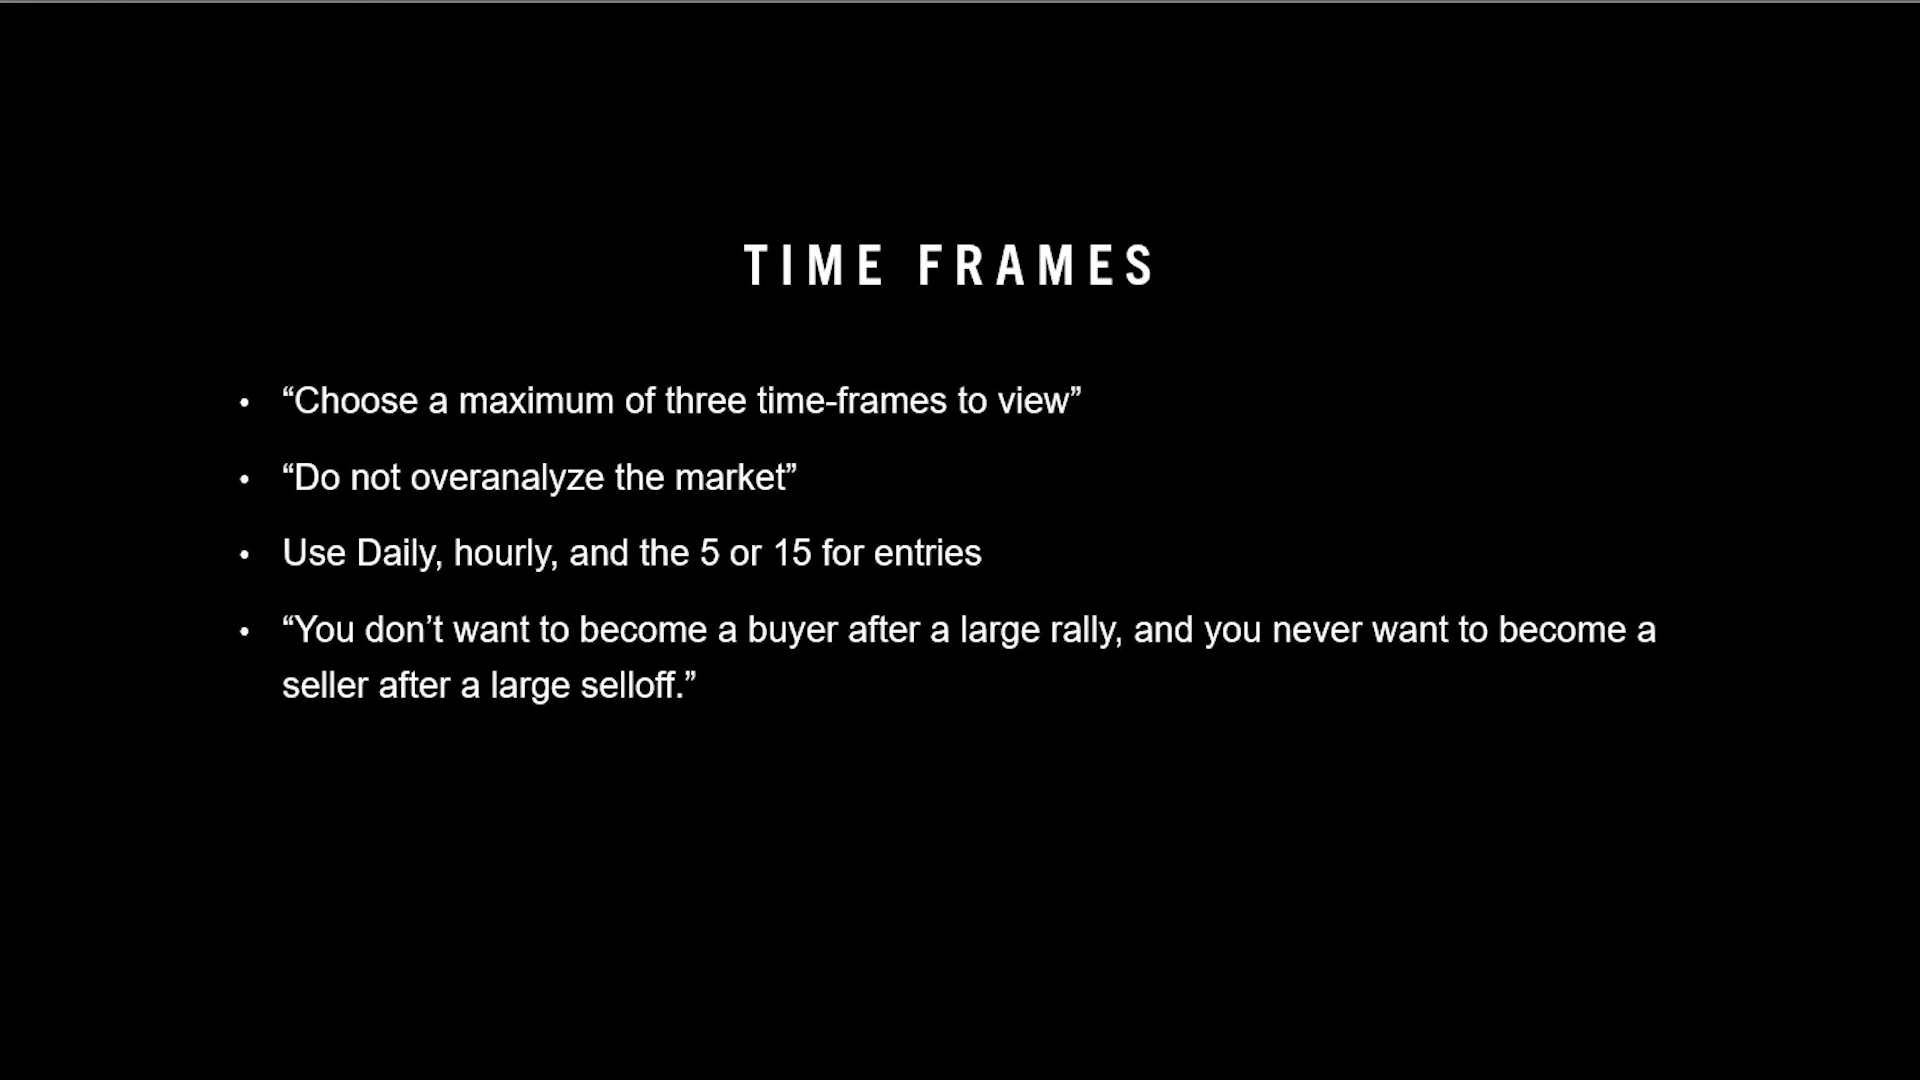 TIME FRAMES
• “Choose a maximum of three time-frames to view”
• “Do not overanalyze the market”
• Use Daily, hourly, and the 5 or 15 for entries
• “You don’t want to become a buyer after a large rally, and you never want to become a
seller after a large selloff.”